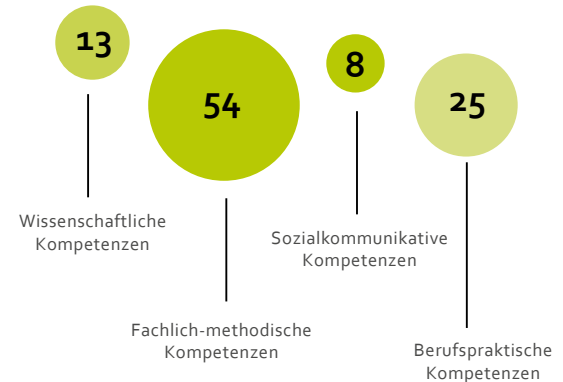 13
54
8
25
Wissenschaftliche
Kompetenzen
Sozialkommunikative
Kompetenzen
Fachlich-methodische
Kompetenzen
Berufspraktische
Kompetenzen